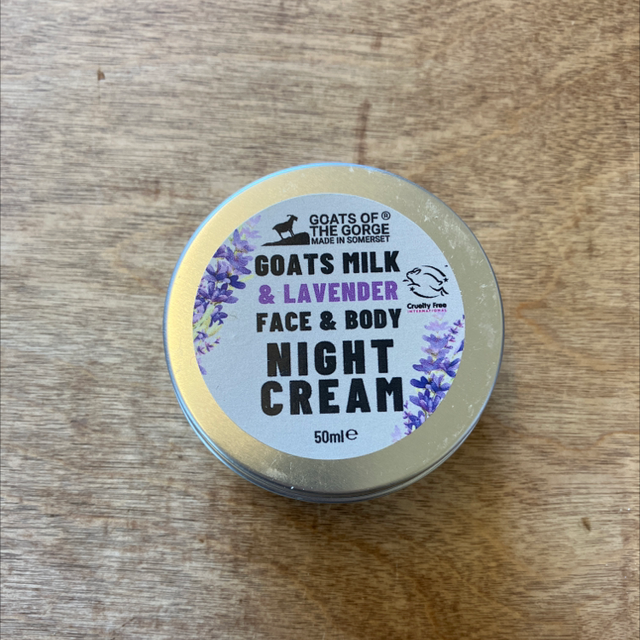 GOATS OF ®
THE GORGE
MADE IN SOMERSET
GOATS MILK
& LAVENDER
FACE & BODY
NIGHT
CREAM
Cruelty Free
INTERNATIONAL
50ml℮